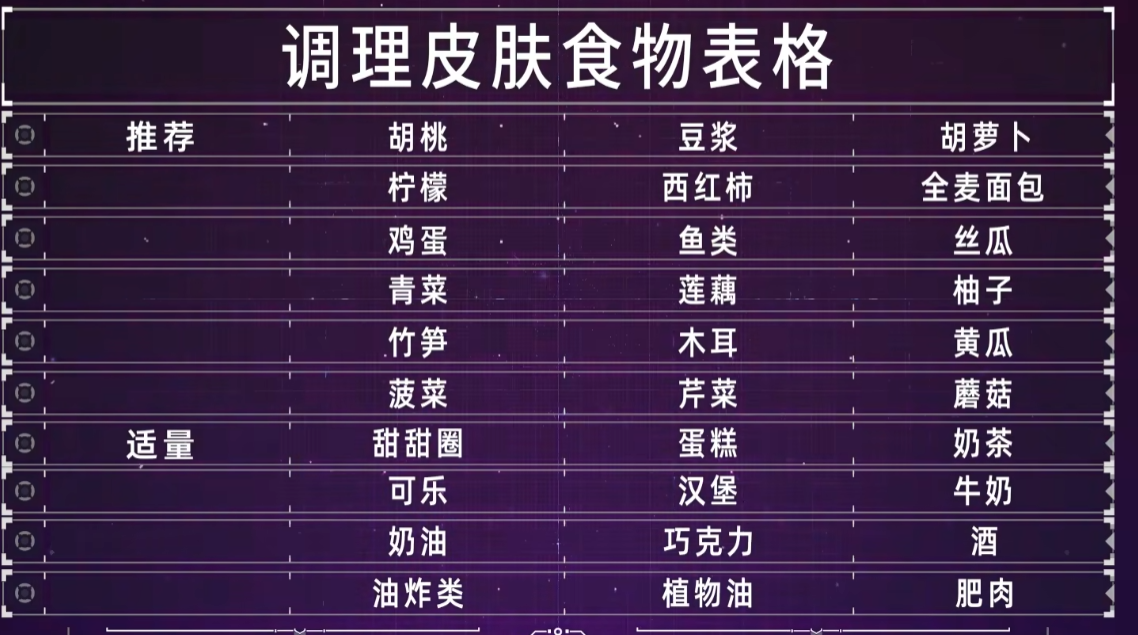 调理皮肤食物表格
推荐 胡桃 豆浆 胡萝卜
柠檬 西红柿 全麦面包
鸡蛋 鱼类 丝瓜
青菜 莲藕 柚子
竹笋 木耳 黄瓜
菠菜 芹菜 蘑菇
适量 甜甜圈 蛋糕 奶茶
可乐 汉堡 牛奶
奶油 巧克力 酒
油炸类 植物油 肥肉